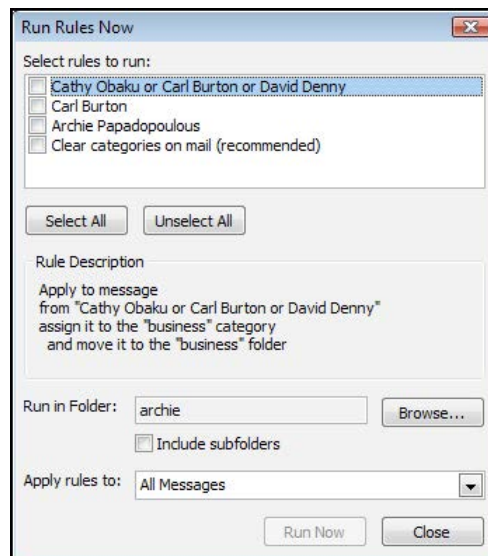 Run Rules Now
Select rules to run:
Cathy Obaku or Carl Burton or David Denny
Carl Burton
Archie Papadopoulous
Clear categories on mail (recommended)
Select All Unselect All
Rule Description
Apply to message
from "Cathy Obaku or Carl Burton or David Denny"
assign it to the "business" category
and move it to the "business" folder
Run in Folder: archie Browse...
Include subfolders
Apply rules to: All Messages
Run Now Close